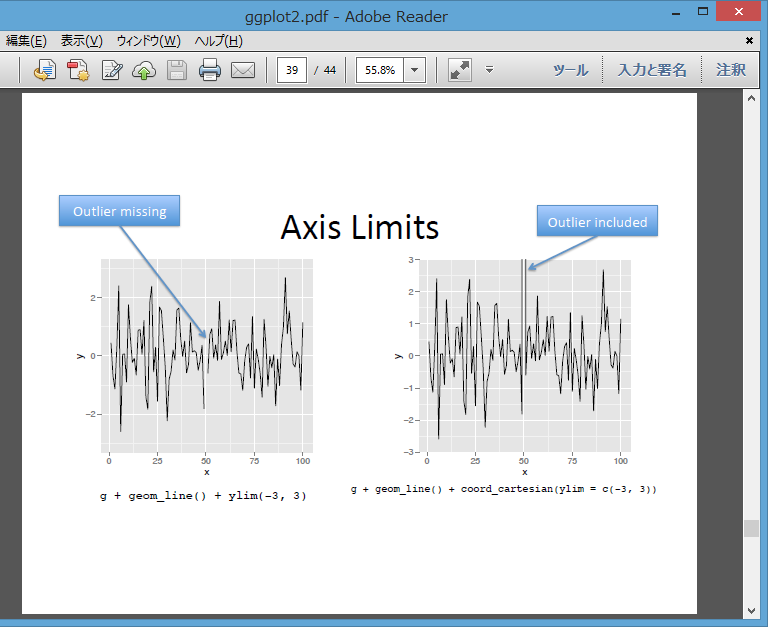 ggplot2.pdf - Adobe Reader
編集(E) 表示(V) ウィンドウ(W) ヘルプ(H)
39 / 44 55.8% ツール 入力と署名 注釈
Axis Limits
Outlier missing
2
0
-2
y
0 25 50 75 100
x
g + geom_line() + ylim(-3, 3)
Outlier included
3
2
1
0
-1
-2
-3
y
0 25 50 75 100
x
g + geom_line() + coord_cartesian(ylim = c(-3, 3))